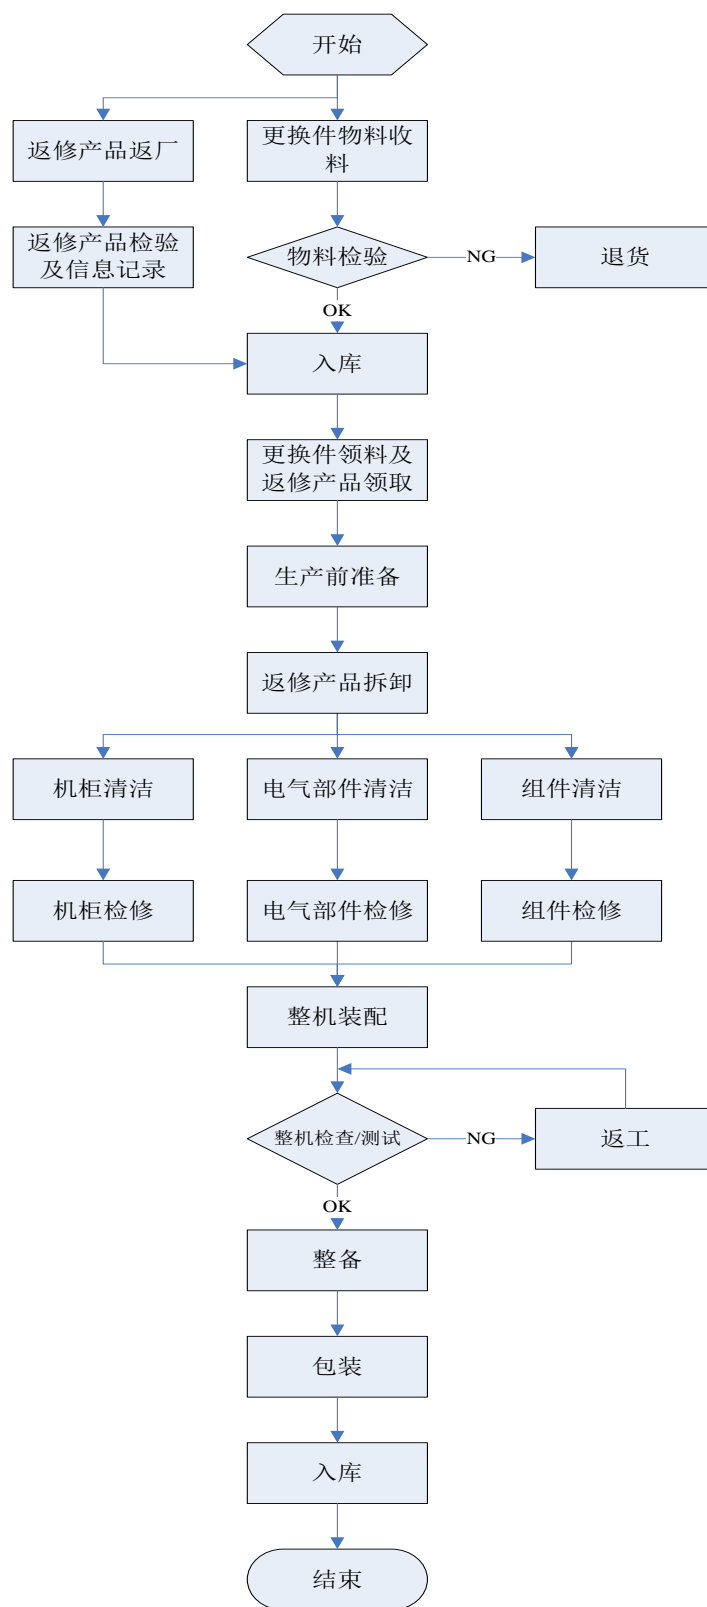 开始
返修产品返厂
更换件物料收
料
返修产品检验
及信息记录
物料检验
NG
退货
OK
入库
更换件领料及
返修产品领取
生产前准备
返修产品拆卸
机柜清洁
电气部件清洁
组件清洁
机柜检修
电气部件检修
组件检修
整机装配
整机检查/测试
NG
返工
OK
整备
包装
入库
结束